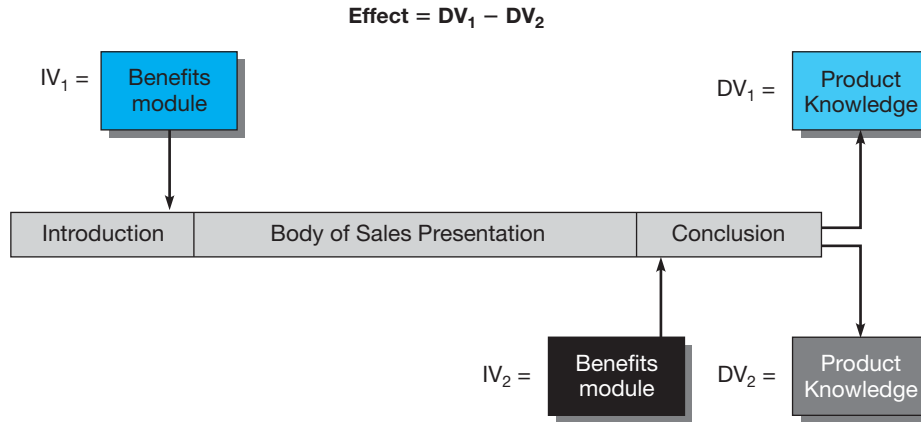 Effect = DV₁ − DV₂
IV₁ = Benefits
module
DV₁ = Product
Knowledge
Introduction Body of Sales Presentation Conclusion
IV₂ = Benefits
module
DV₂ = Product
Knowledge